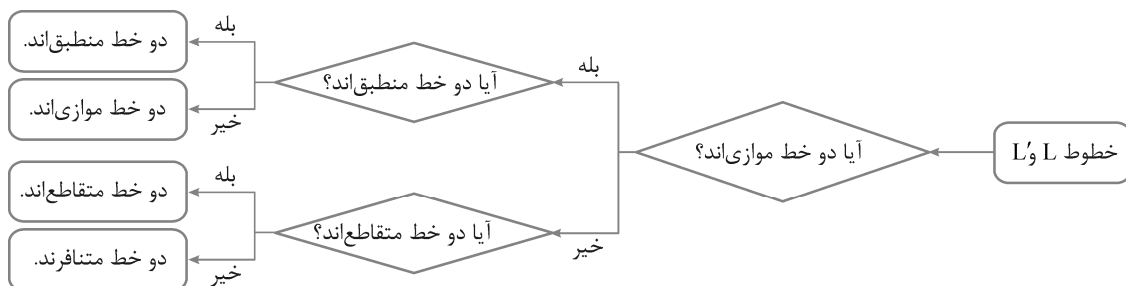 خطوط L و L′
آیا دو خط موازی‌اند؟
بله
آیا دو خط منطبق‌اند؟
بله
دو خط منطبق‌اند.
خیر
دو خط موازی‌اند.
خیر
آیا دو خط متقاطع‌اند؟
بله
دو خط متقاطع‌اند.
خیر
دو خط متنافرند.